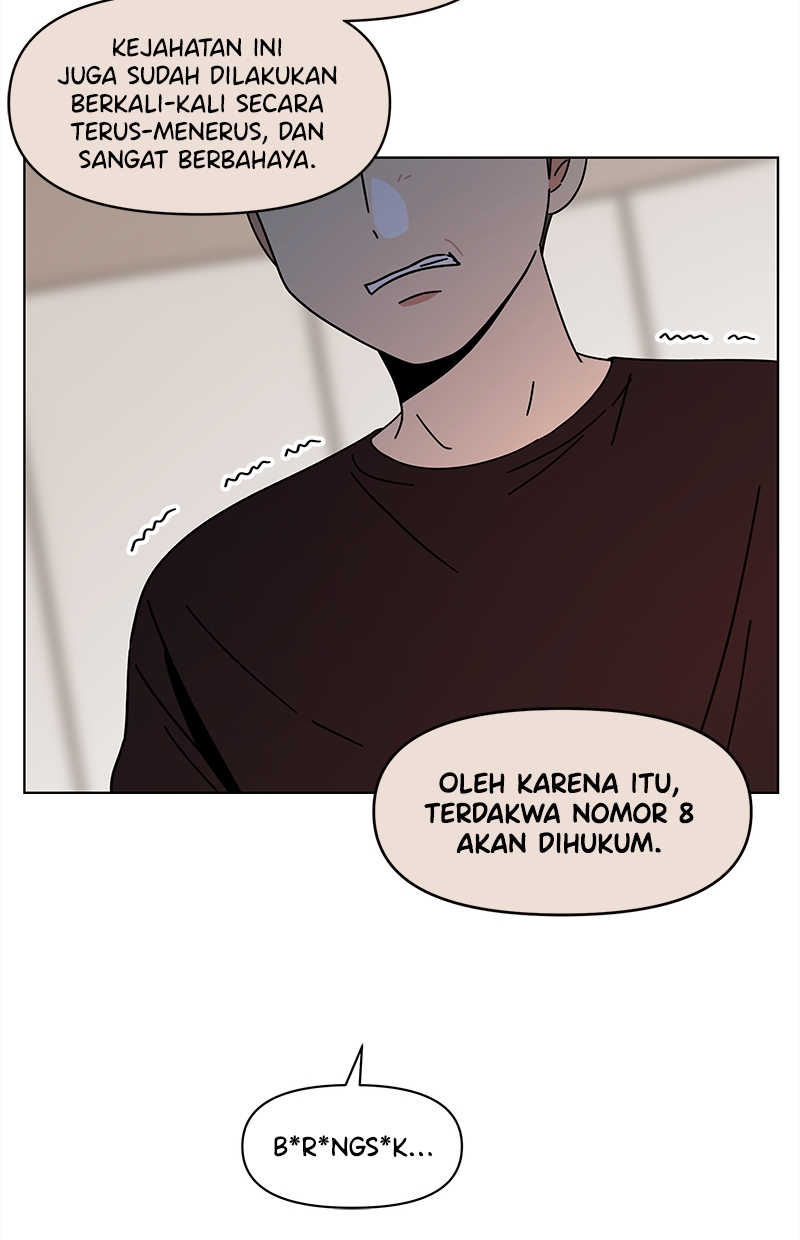 KEJAHATAN INI
JUGA SUDAH DILAKUKAN
BERKALI-KALI SECARA
TERUS-MENERUS, DAN
SANGAT BERBAHAYA.
OLEH KARENA ITU,
TERDAKWA NOMOR 8
AKAN DIHUKUM.
B*R*NGS*K...